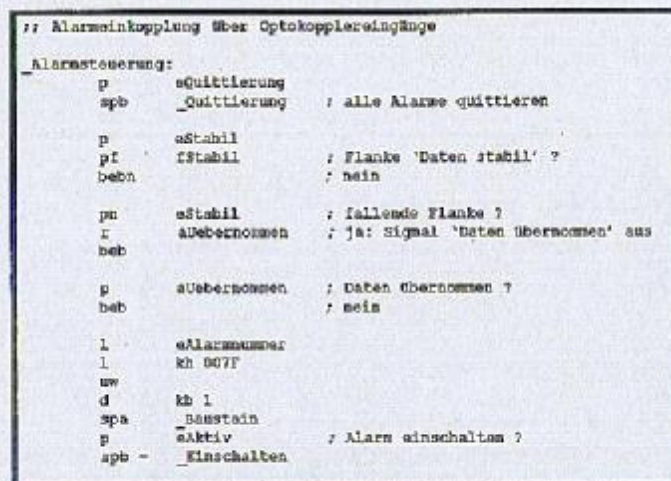 ;; Alarmeinkopplung über Optokopplereingänge
_Alarmsteuerung:
p eQuittierung
spb _Quittierung ; alle Alarme quittieren
p eStabil
pf fStabil ; Flanke 'Daten stabil' ?
bebn ; nein
pn eStabil ; fallende Flanke ?
r aUebernommen ; ja: Signal 'Daten übernommen' aus
beb
p aUebernommen ; Daten übernommen ?
beb ; nein
l eAlarmnummer
l kh 007F
uw
d kb 1
spa _Baustein
p eAktiv ; Alarm einschalten ?
spb - _Einschalten